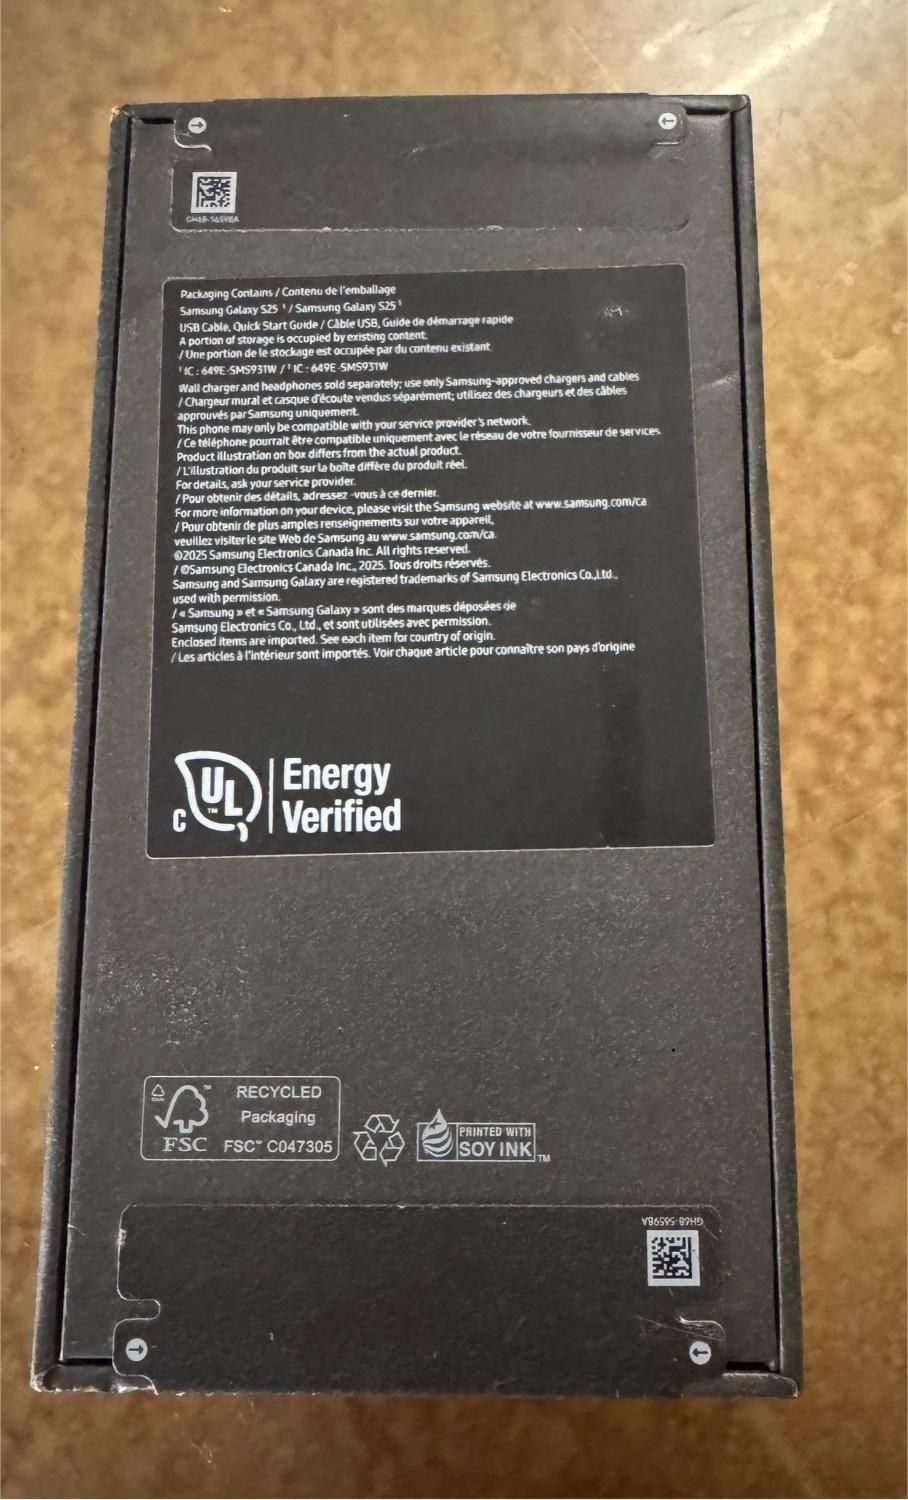 GH68-56598A
Packaging Contains / Contenu de l'emballage
Samsung Galaxy S25 ¹ / Samsung Galaxy S25 ¹
USB Cable, Quick Start Guide / Câble USB, Guide de démarrage rapide
A portion of storage is occupied by existing content.
/ Une portion de le stockage est occupée par du contenu existant.
¹ IC : 649E-SMS931W / ¹ IC : 649E-SMS931W
Wall charger and headphones sold separately; use only Samsung-approved chargers and cables
/ Chargeur mural et casque d'écoute vendus séparément; utilisez des chargeurs et des câbles
approuvés par Samsung uniquement.
This phone may only be compatible with your service provider's network.
/ Ce téléphone pourrait être compatible uniquement avec le réseau de votre fournisseur de services.
Product illustration on box differs from the actual product.
/ L'illustration du produit sur la boîte diffère du produit réel.
For details, ask your service provider.
/ Pour obtenir des détails, adressez -vous à ce dernier.
For more information on your device, please visit the Samsung website at www.samsung.com/ca
/ Pour obtenir de plus amples renseignements sur votre appareil,
veuillez visiter le site Web de Samsung au www.samsung.com/ca.
©2025 Samsung Electronics Canada Inc. All rights reserved.
/ ©Samsung Electronics Canada Inc., 2025. Tous droits réservés.
Samsung and Samsung Galaxy are registered trademarks of Samsung Electronics Co.,Ltd.,
used with permission.
/ « Samsung » et « Samsung Galaxy » sont des marques déposées de
Samsung Electronics Co., Ltd., et sont utilisées avec permission.
Enclosed items are imported. See each item for country of origin.
/ Les articles à l'intérieur sont importés. Voir chaque article pour connaître son pays d'origine
C UL™ Energy
Verified
RECYCLED
Packaging
FSC FSC™ C047305
PRINTED WITH
SOY INK™
GH68-56598A